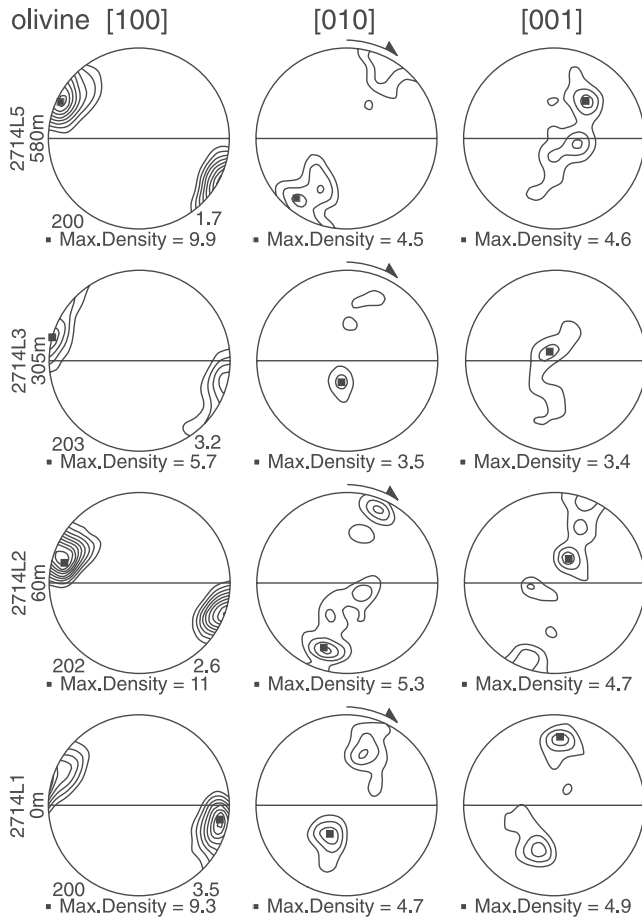 olivine [100] [010] [001]
2714L5
580m
200 1.7
▪ Max.Density = 9.9 ▪ Max.Density = 4.5 ▪ Max.Density = 4.6
2714L3
305m
203 3.2
▪ Max.Density = 5.7 ▪ Max.Density = 3.5 ▪ Max.Density = 3.4
2714L2
60m
202 2.6
▪ Max.Density = 11 ▪ Max.Density = 5.3 ▪ Max.Density = 4.7
2714L1
0m
200 3.5
▪ Max.Density = 9.3 ▪ Max.Density = 4.7 ▪ Max.Density = 4.9